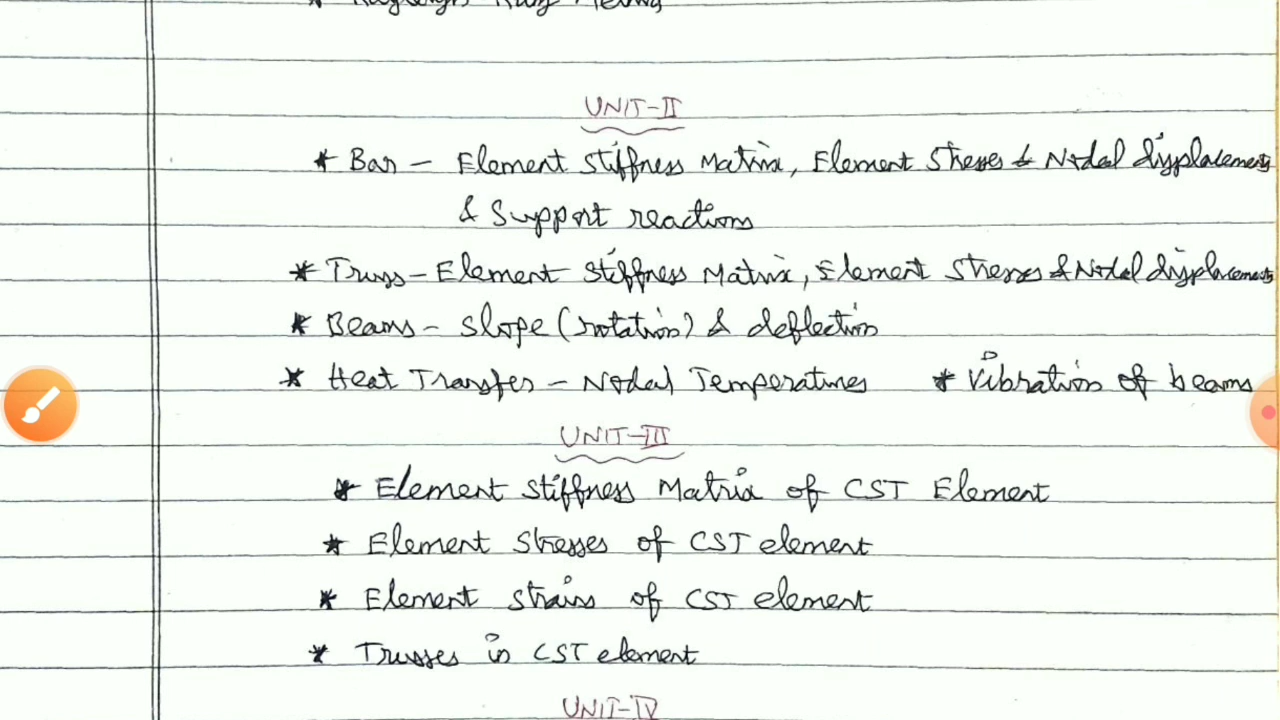 UNIT-II
* Bar - Element Stiffness Matrix, Element Stresses & Nodal displacements
& Support reactions
* Truss - Element Stiffness Matrix, Element Stresses & Nodal displacements
* Beams - Slope (rotation) & deflection
* Heat Transfer - Nodal Temperatures * Vibration of beams
UNIT-III
* Element Stiffness Matrix of CST Element
* Element Stresses of CST element
* Element Strains of CST element
* Trusses in CST element
UNIT-IV